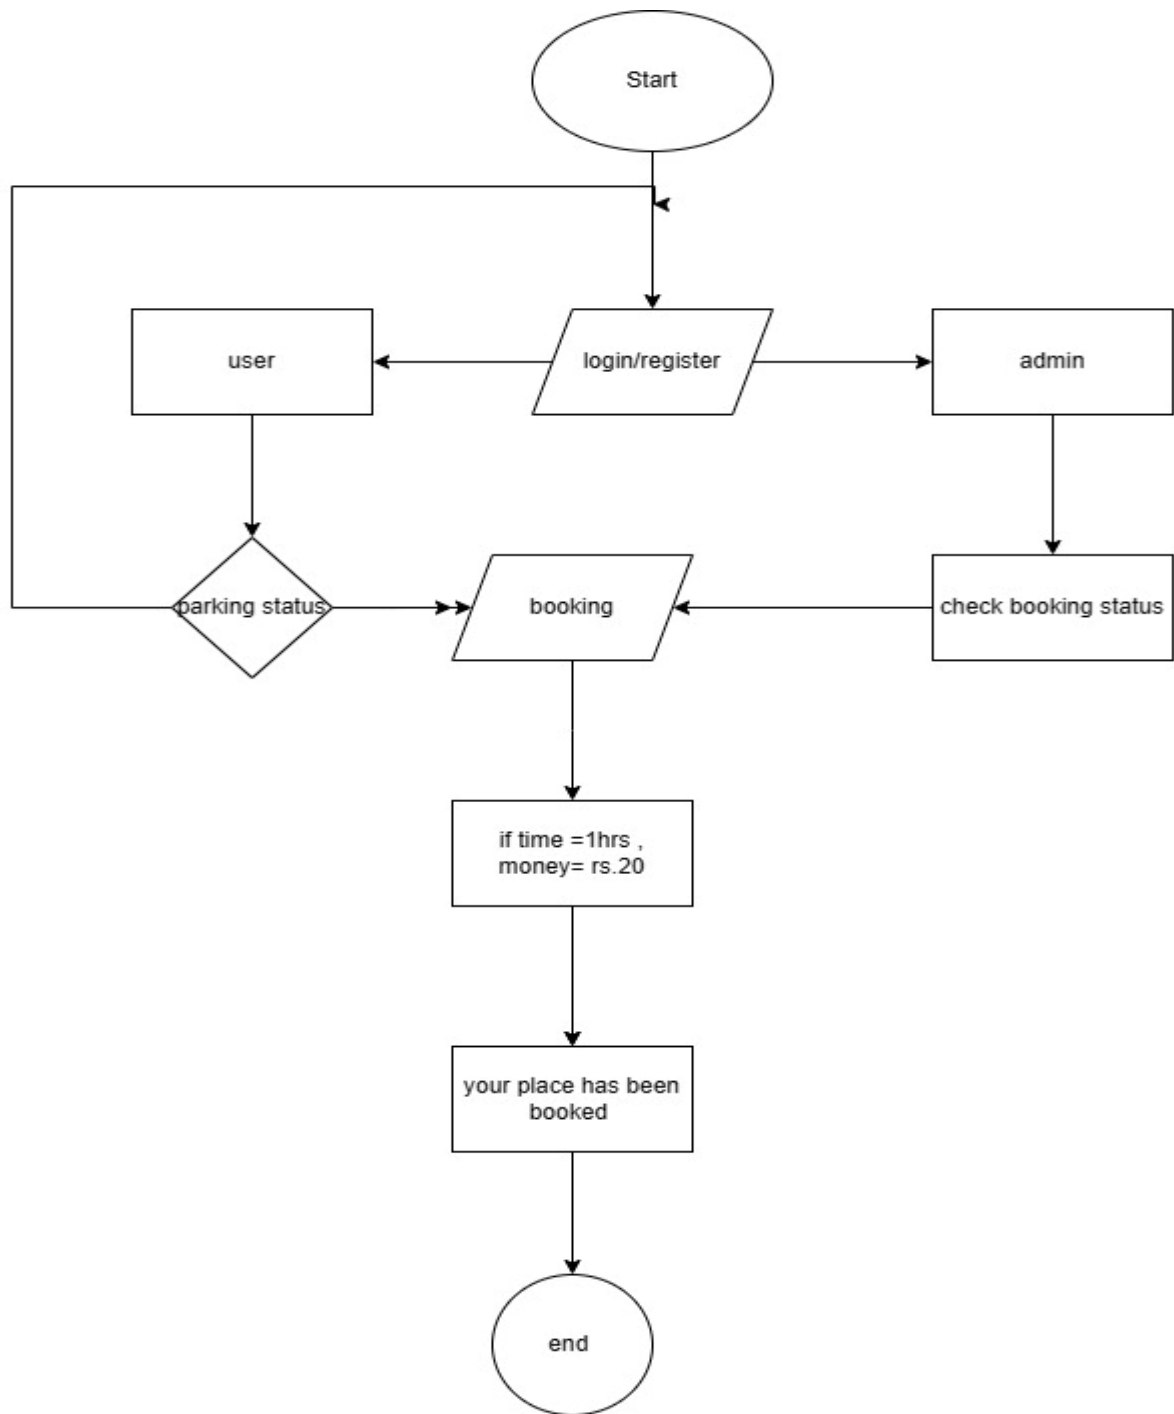 Start
user
login/register
admin
parking status
booking
check booking status
if time =1hrs ,
money= rs.20
your place has been
booked
end